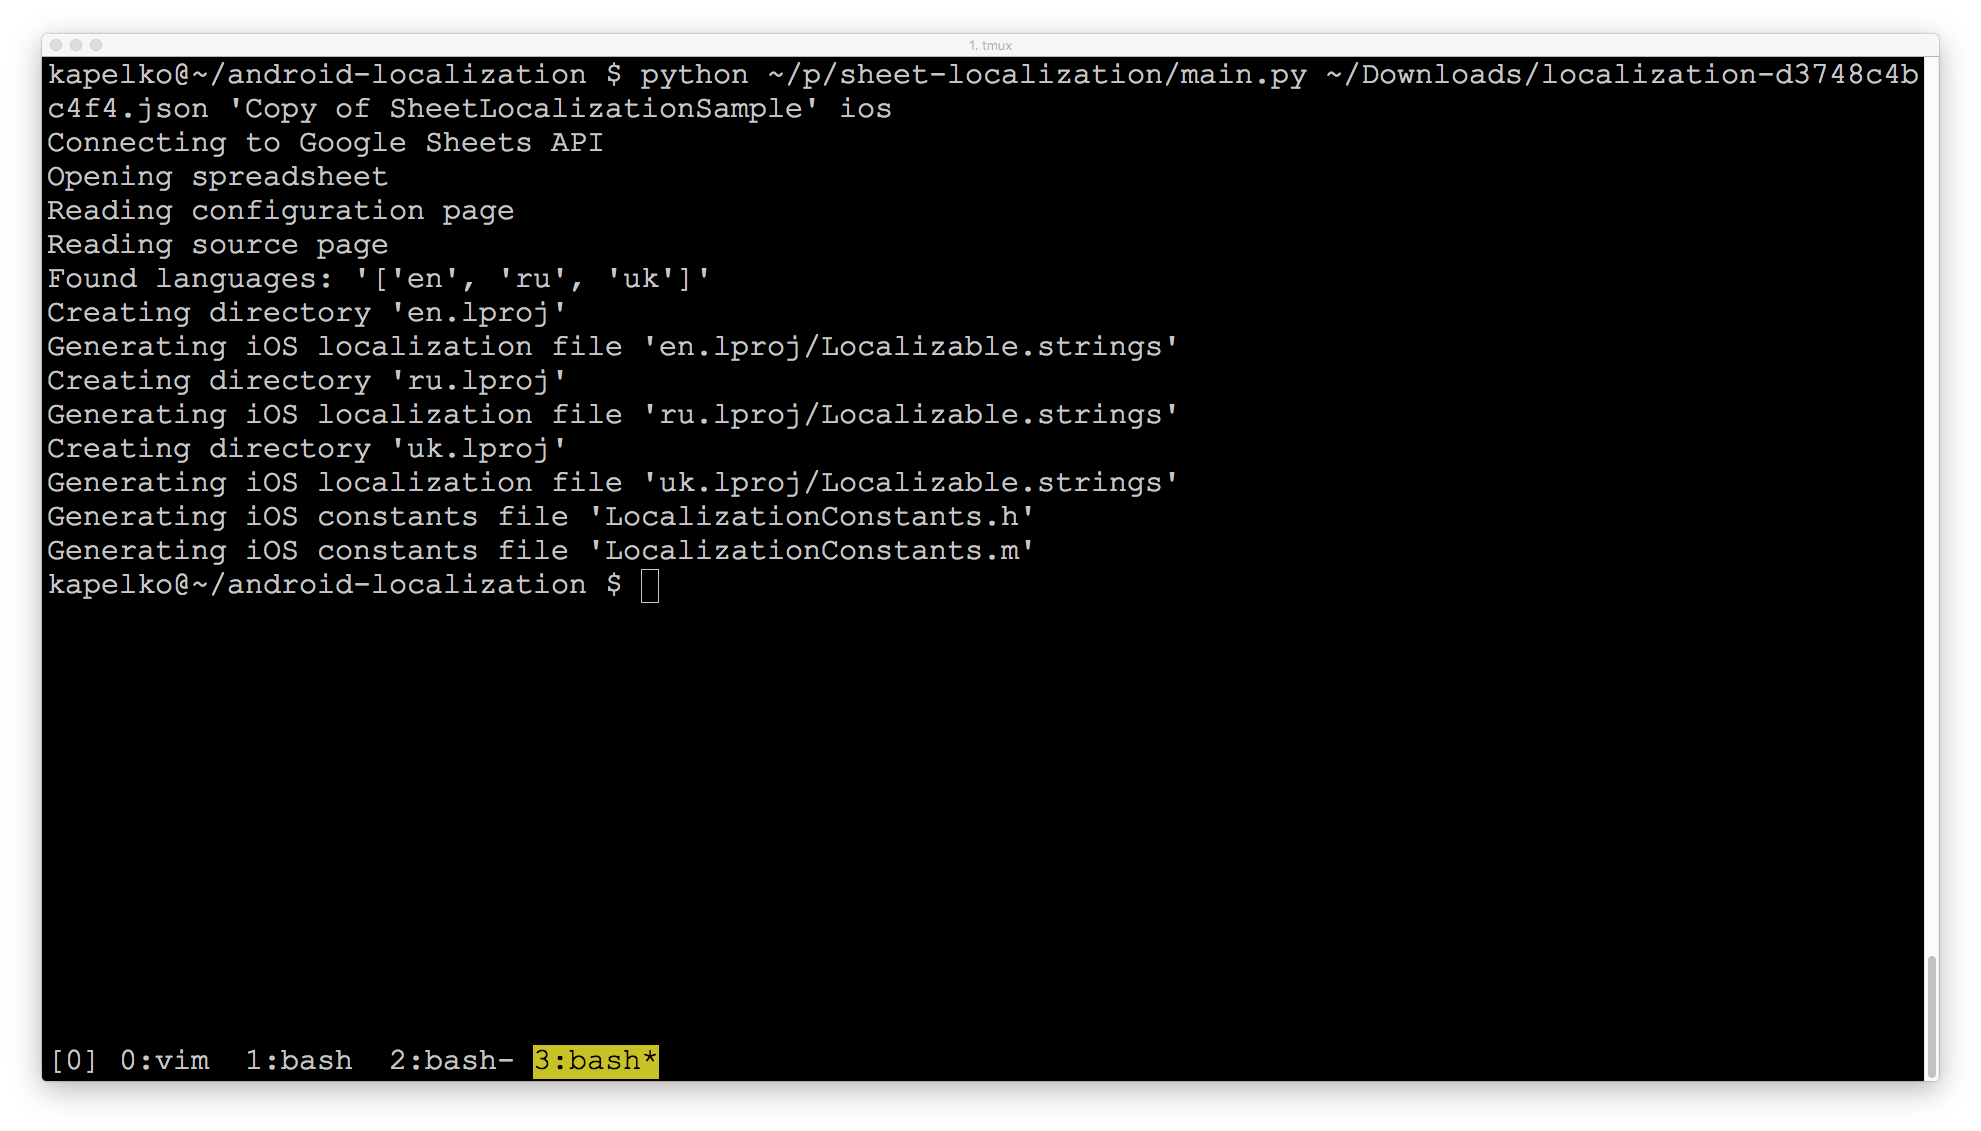 1. tmux
kapelko@~/android-localization $ python ~/p/sheet-localization/main.py ~/Downloads/localization-d3748c4b
c4f4.json 'Copy of SheetLocalizationSample' ios
Connecting to Google Sheets API
Opening spreadsheet
Reading configuration page
Reading source page
Found languages: '['en', 'ru', 'uk']'
Creating directory 'en.lproj'
Generating iOS localization file 'en.lproj/Localizable.strings'
Creating directory 'ru.lproj'
Generating iOS localization file 'ru.lproj/Localizable.strings'
Creating directory 'uk.lproj'
Generating iOS localization file 'uk.lproj/Localizable.strings'
Generating iOS constants file 'LocalizationConstants.h'
Generating iOS constants file 'LocalizationConstants.m'
kapelko@~/android-localization $
[0] 0:vim  1:bash  2:bash- 3:bash*